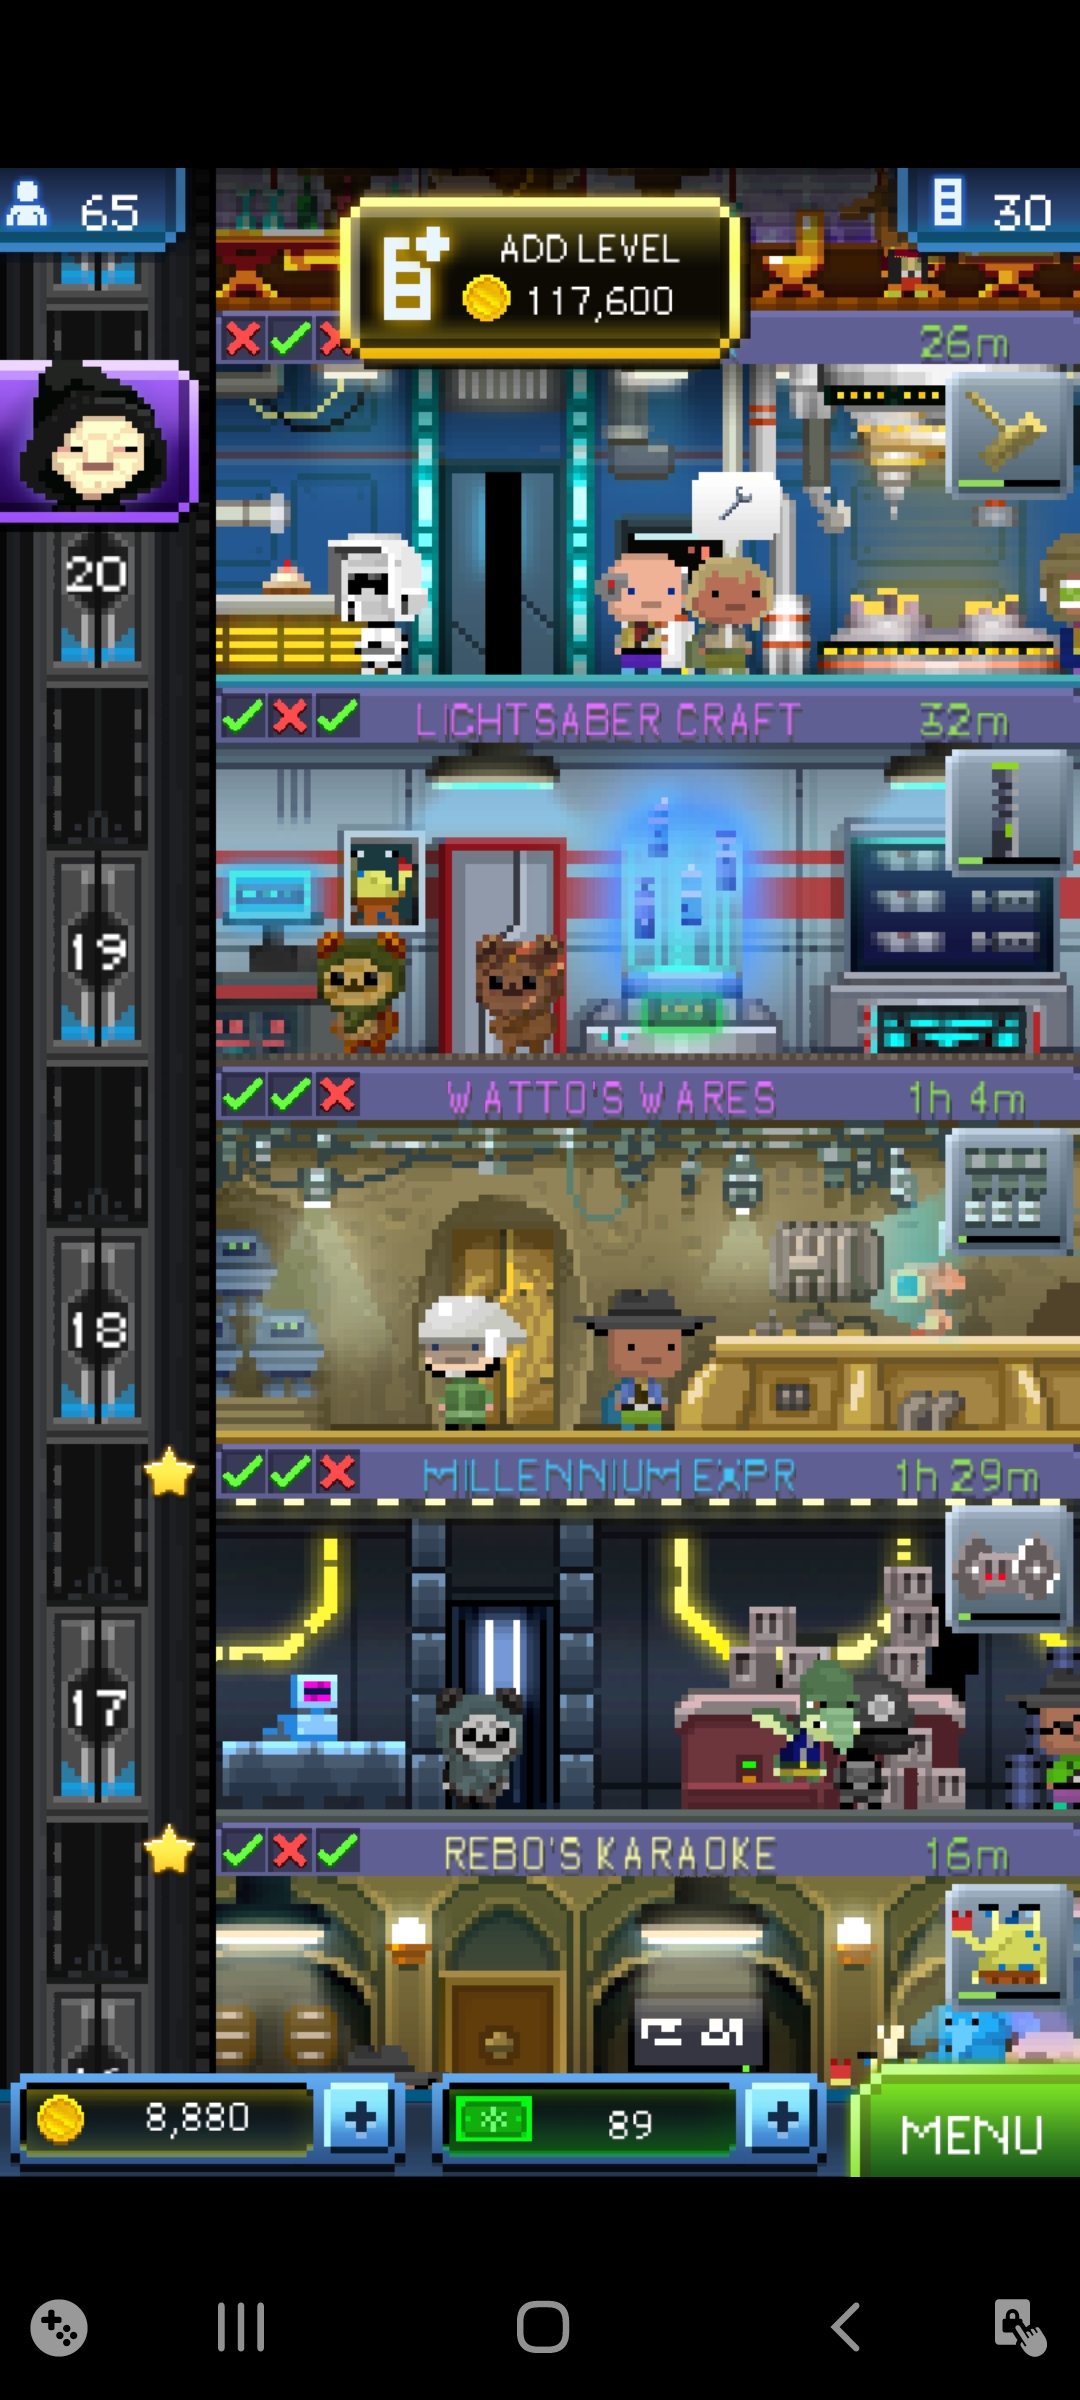 65
ADD LEVEL
117,600
30
26m
20
LIGHTSABER CRAFT
32m
19
WATTO'S WARES
1h 4m
18
MILLENNIUM EXPR
1h 29m
17
REBO'S KARAOKE
16m
8,880
89
MENU